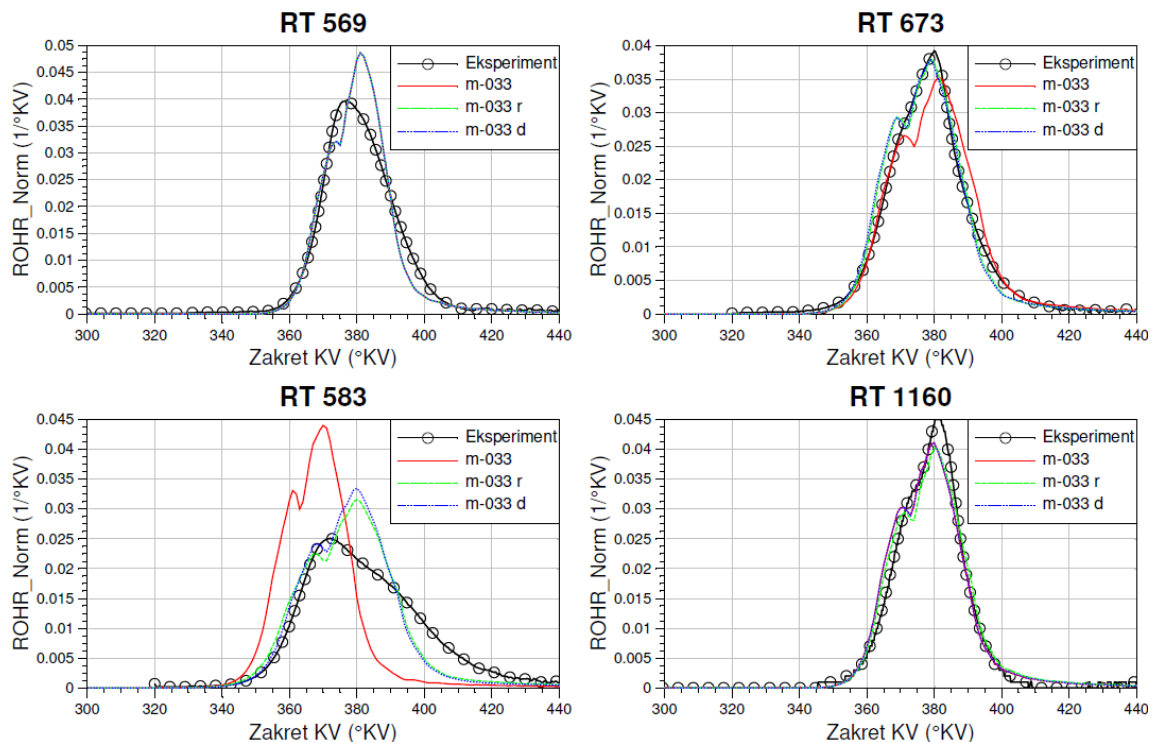 RT 569
ROHR_Norm (1/°KV)
0.05
0.045
0.04
0.035
0.03
0.025
0.02
0.015
0.01
0.005
0
300 320 340 360 380 400 420 440
Zakret KV (°KV)
Eksperiment
m-033
m-033 r
m-033 d
RT 673
ROHR_Norm (1/°KV)
0.04
0.035
0.03
0.025
0.02
0.015
0.01
0.005
0
300 320 340 360 380 400 420 440
Zakret KV (°KV)
Eksperiment
m-033
m-033 r
m-033 d
RT 583
ROHR_Norm (1/°KV)
0.045
0.04
0.035
0.03
0.025
0.02
0.015
0.01
0.005
0
300 320 340 360 380 400 420 440
Zakret KV (°KV)
Eksperiment
m-033
m-033 r
m-033 d
RT 1160
ROHR_Norm (1/°KV)
0.045
0.04
0.035
0.03
0.025
0.02
0.015
0.01
0.005
0
300 320 340 360 380 400 420 440
Zakret KV (°KV)
Eksperiment
m-033
m-033 r
m-033 d